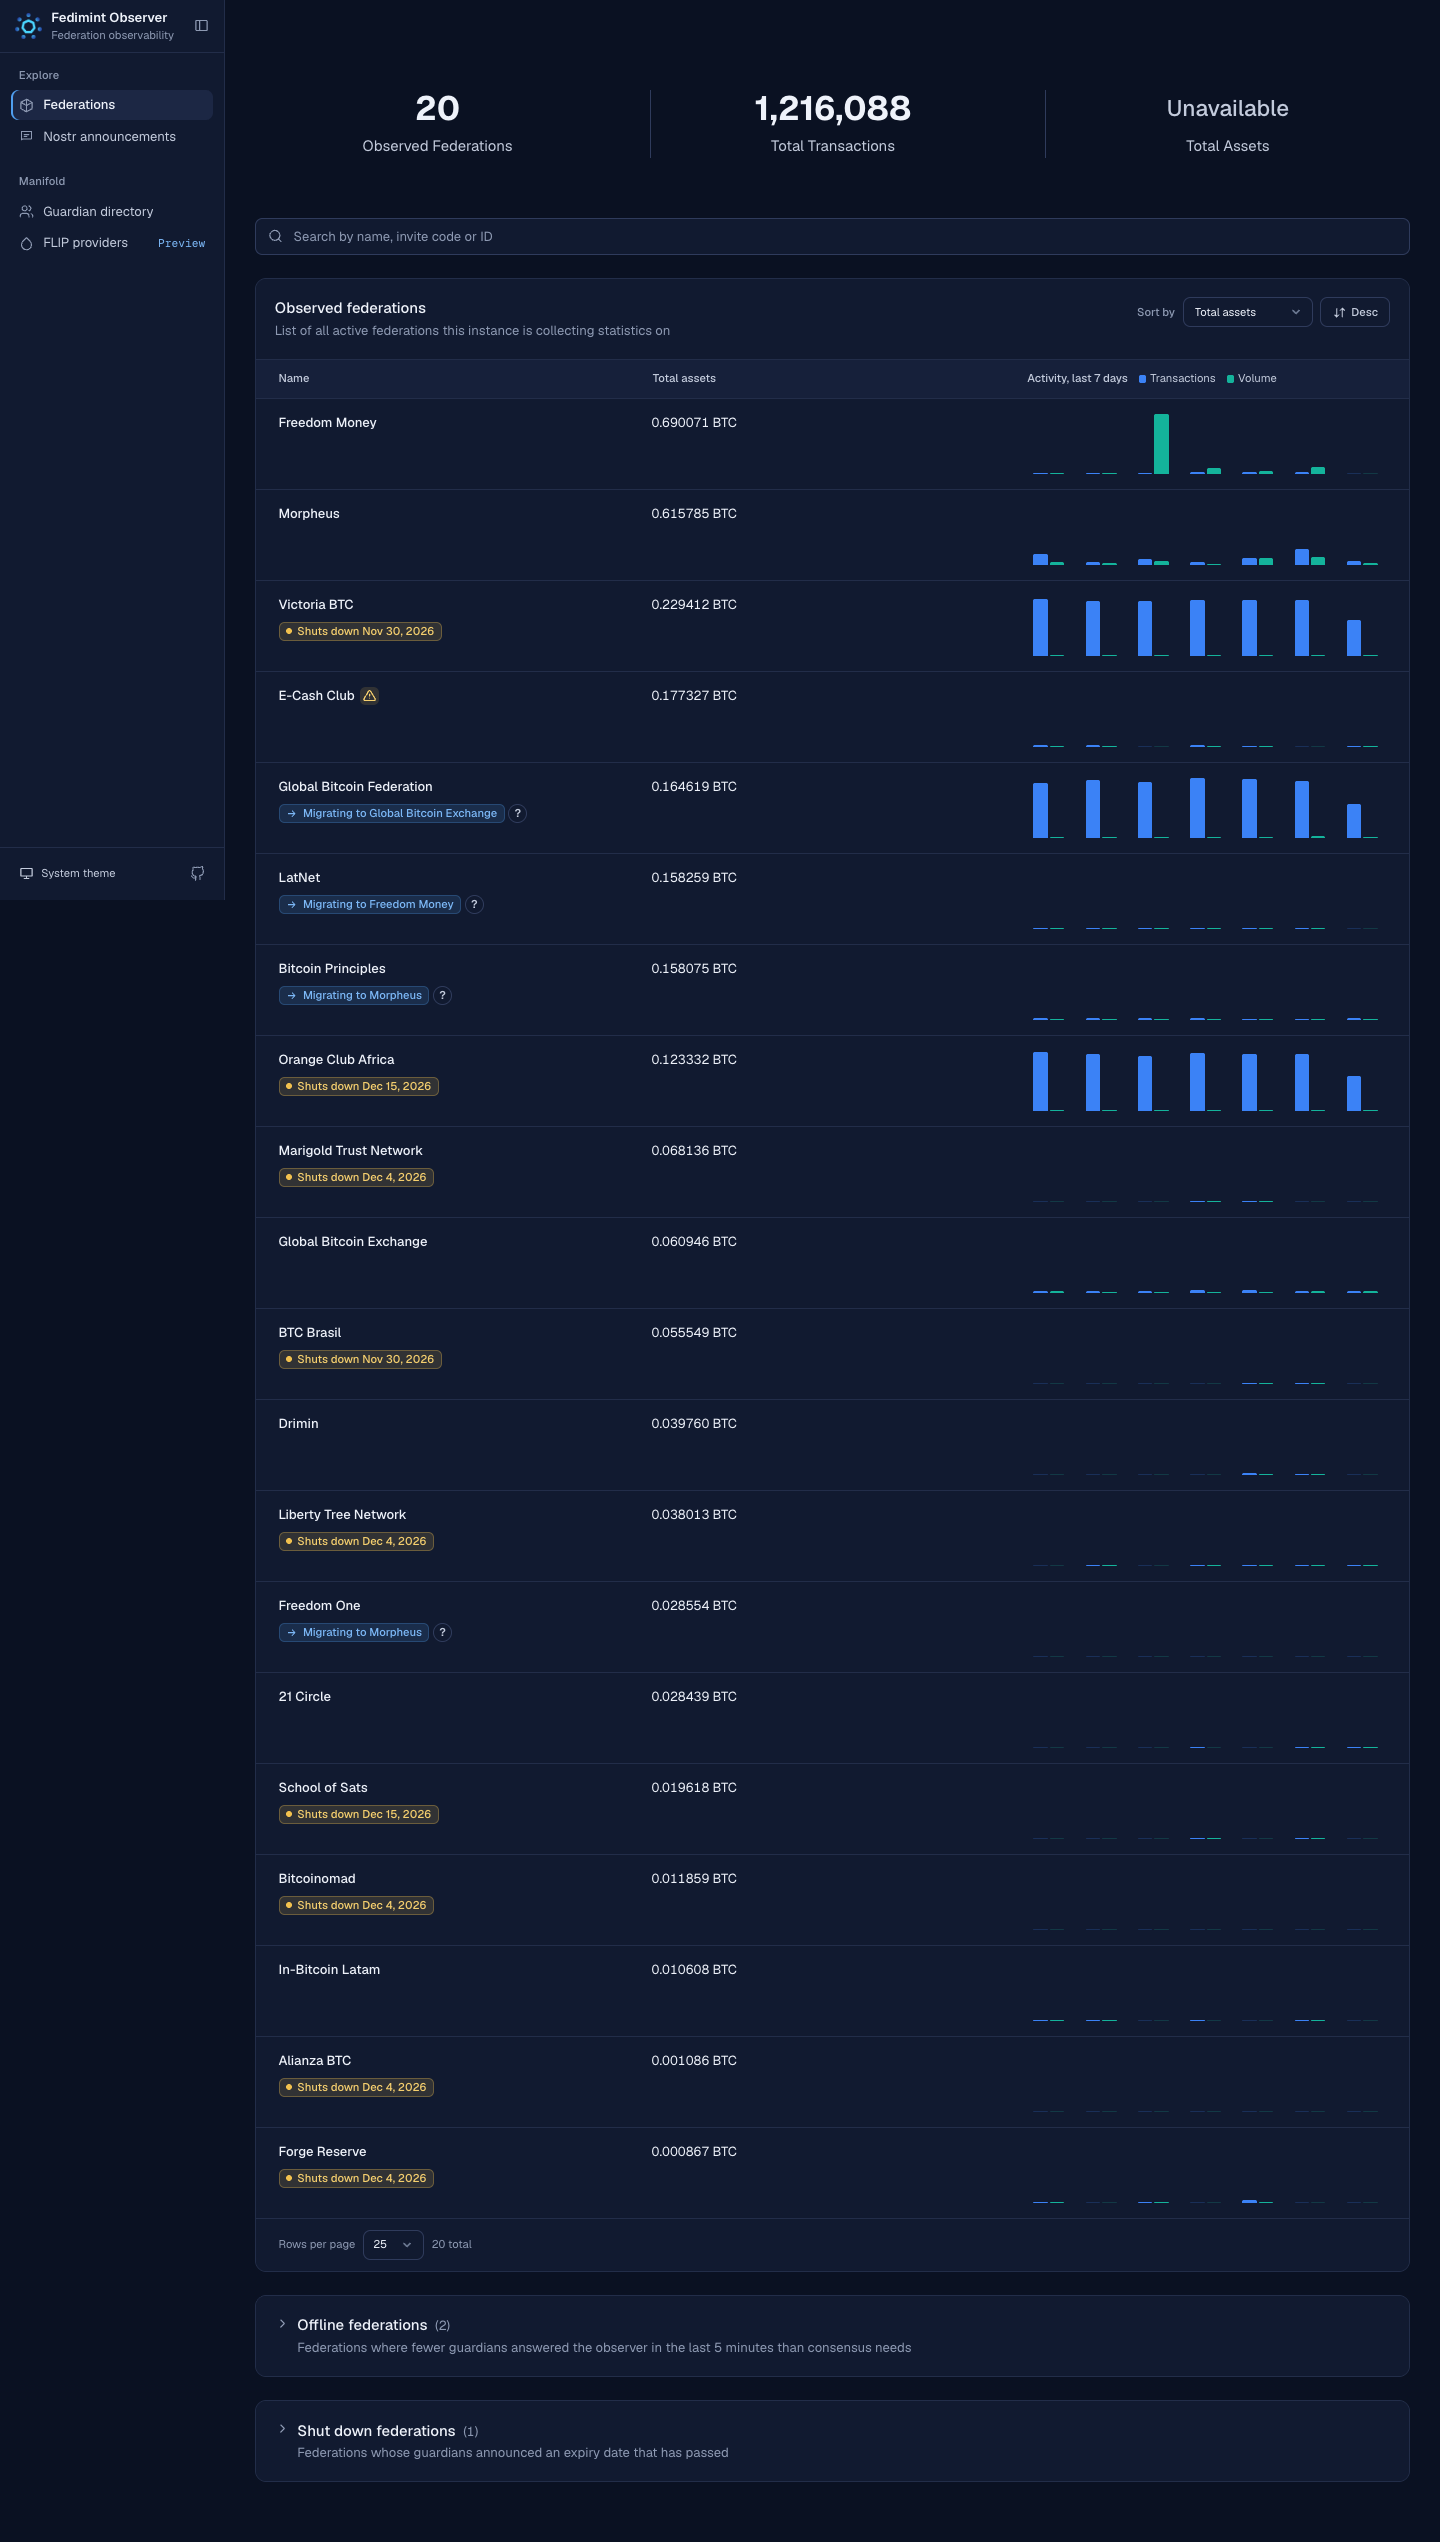 Fedimint Observer
Federation observability
Explore
Federations
Nostr announcements
Manifold
Guardian directory
FLIP providers Preview
System theme
20
Observed Federations
1,216,088
Total Transactions
Unavailable
Total Assets
Search by name, invite code or ID
Observed federations
List of all active federations this instance is collecting statistics on
Sort by Total assets Desc
Name Total assets Activity, last 7 days Transactions Volume
Freedom Money 0.690071 BTC
Morpheus 0.615785 BTC
Victoria BTC 0.229412 BTC
Shuts down Nov 30, 2026
E-Cash Club 0.177327 BTC
Global Bitcoin Federation 0.164619 BTC
→ Migrating to Global Bitcoin Exchange ?
LatNet 0.158259 BTC
→ Migrating to Freedom Money ?
Bitcoin Principles 0.158075 BTC
→ Migrating to Morpheus ?
Orange Club Africa 0.123332 BTC
Shuts down Dec 15, 2026
Marigold Trust Network 0.068136 BTC
Shuts down Dec 4, 2026
Global Bitcoin Exchange 0.060946 BTC
BTC Brasil 0.055549 BTC
Shuts down Nov 30, 2026
Drimin 0.039760 BTC
Liberty Tree Network 0.038013 BTC
Shuts down Dec 4, 2026
Freedom One 0.028554 BTC
→ Migrating to Morpheus ?
21 Circle 0.028439 BTC
School of Sats 0.019618 BTC
Shuts down Dec 15, 2026
Bitcoinomad 0.011859 BTC
Shuts down Dec 4, 2026
In-Bitcoin Latam 0.010608 BTC
Alianza BTC 0.001086 BTC
Shuts down Dec 4, 2026
Forge Reserve 0.000867 BTC
Shuts down Dec 4, 2026
Rows per page 25 20 total
Offline federations (2)
Federations where fewer guardians answered the observer in the last 5 minutes than consensus needs
Shut down federations (1)
Federations whose guardians announced an expiry date that has passed